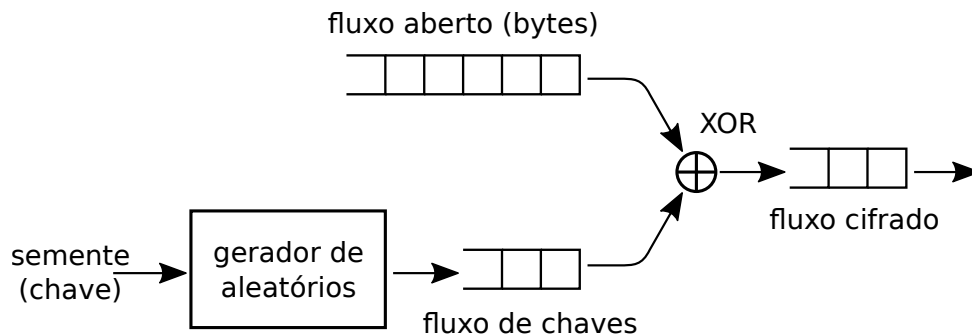 fluxo aberto (bytes)
XOR
fluxo cifrado
semente
(chave)
gerador de
aleatórios
fluxo de chaves